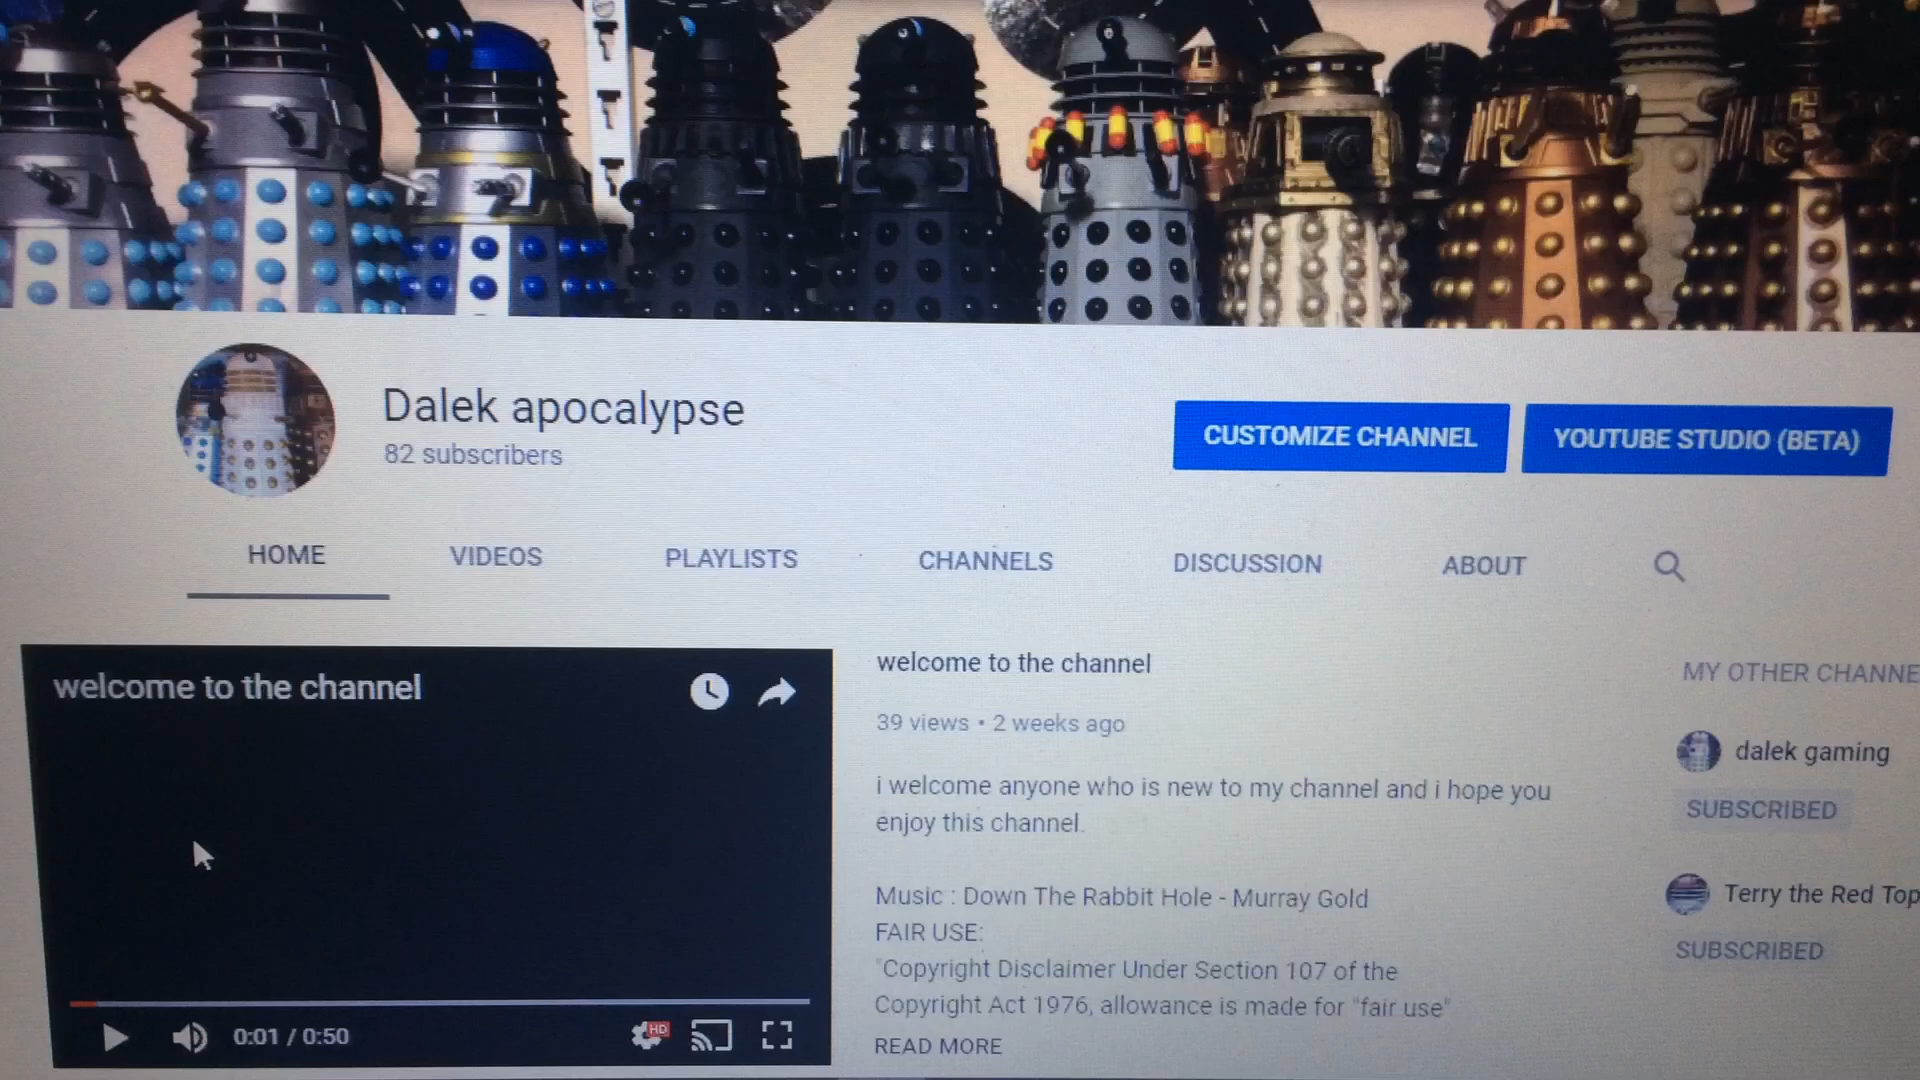 Dalek apocalypse
82 subscribers
CUSTOMIZE CHANNEL
YOUTUBE STUDIO (BETA)
HOME
VIDEOS
PLAYLISTS
CHANNELS
DISCUSSION
ABOUT
welcome to the channel
0:01 / 0:50
HD
welcome to the channel
39 views • 2 weeks ago
i welcome anyone who is new to my channel and i hope you
enjoy this channel.
Music : Down The Rabbit Hole - Murray Gold
FAIR USE:
"Copyright Disclaimer Under Section 107 of the
Copyright Act 1976, allowance is made for "fair use"
READ MORE
MY OTHER CHANNE
dalek gaming
SUBSCRIBED
Terry the Red Top
SUBSCRIBED